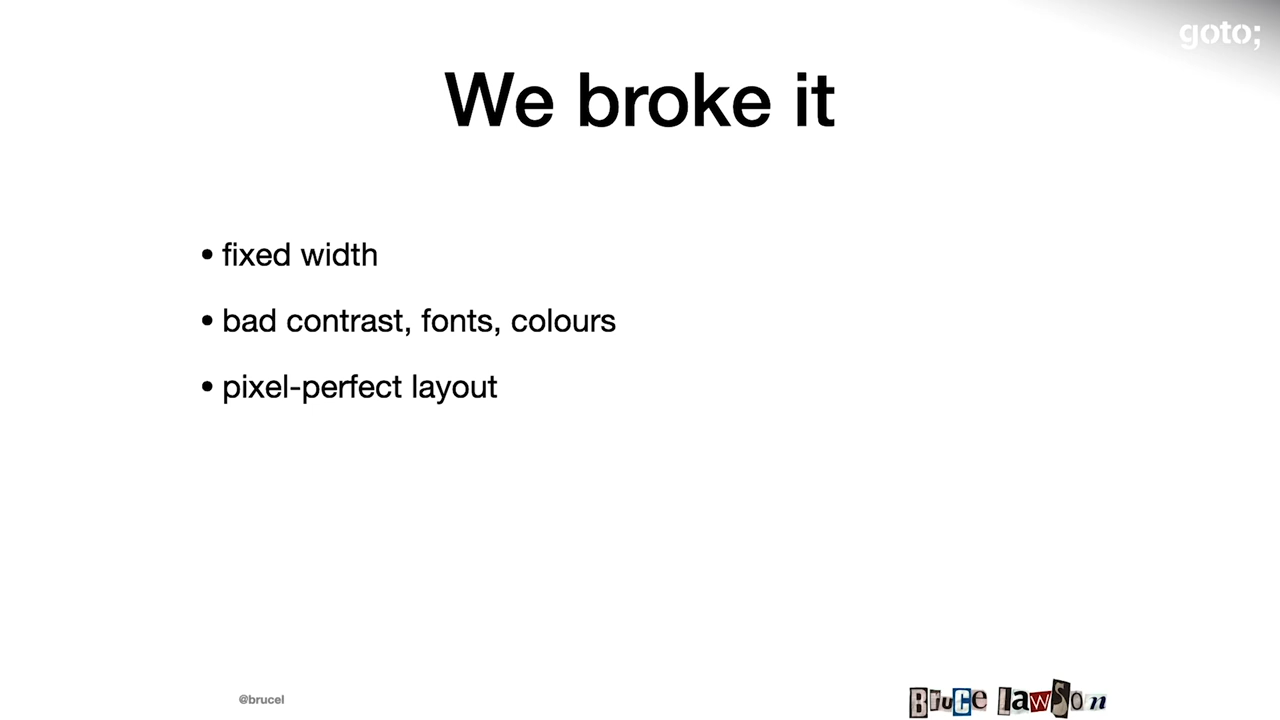 goto;
We broke it
• fixed width
• bad contrast, fonts, colours
• pixel-perfect layout
@brucel
BruCe LawSon